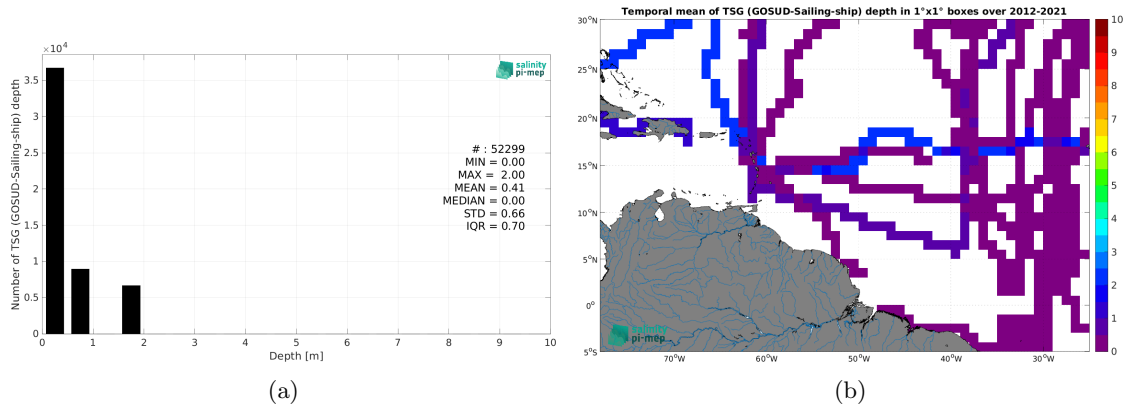 ×10⁴
3.5
3
2.5
2
1.5
1
0.5
0
0
1
2
3
4
5
6
7
8
9
10
Number of TSG (GOSUD-Sailing-ship) depth
Depth [m]
salinity
pi-mep
# : 52299
MIN = 0.00
MAX = 2.00
MEAN = 0.41
MEDIAN = 0.00
STD = 0.66
IQR = 0.70
(a)
Temporal mean of TSG (GOSUD-Sailing-ship) depth in 1°x1° boxes over 2012-2021
30°N
25°N
20°N
15°N
10°N
5°N
0°
5°S
70°W
60°W
50°W
40°W
30°W
salinity
pi-mep
10
9
8
7
6
5
4
3
2
1
0
(b)